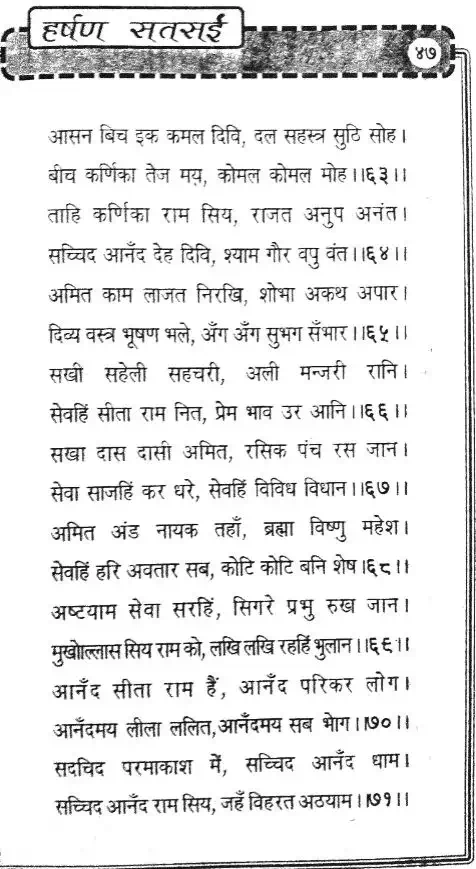 हर्षण सतसई
४७
आसन बिच इक कमल दिवि, दल सहस्त्र सुठि सोह।
बीच कर्णिका तेज मय, कोमल कोमल मोह।।६३।।
ताहि कर्णिका राम सिय, राजत अनुप अनंत।
सच्चिद आनँद देह दिवि, श्याम गौर वपु वंत।।६४।।
अमित काम लाजत निरखि, शोभा अकथ अपार।
दिव्य वस्त्र भूषण भले, अँग अँग सुभग सँभार।।६५।।
सखी सहेली सहचरी, अली मन्जरी रानि।
सेवहिं सीता राम नित, प्रेम भाव उर आनि।।६६।।
सखा दास दासी अमित, रसिक पंच रस जान।
सेवा साजहिं कर धरे, सेवहिं विविध विधान।।६७।।
अमित अंड नायक तहाँ, ब्रह्मा विष्णु महेश।
सेवहिं हरि अवतार सब, कोटि कोटि बनि शेष।६८।।
अष्टयाम सेवा सरहिं, सिगरे प्रभु रुख जान।
मुखोल्लास सिय राम को, लखि लखि रहहिं भुलान।।६९।।
आनँद सीता राम हैं, आनँद परिकर लोग।
आनँदमय लीला ललित,आनँदमय सब भोग।।७०।।
सदचिद परमाकाश में, सच्चिद आनँद धाम।
सच्चिद आनँद राम सिय, जहँ विहरत अठयाम।।७१।।